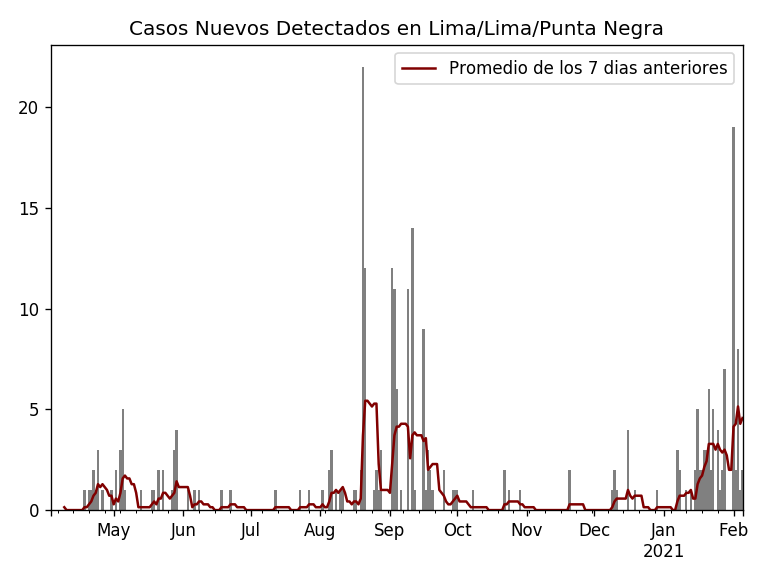 Casos Nuevos Detectados en Lima/Lima/Punta Negra
Promedio de los 7 dias anteriores
20
15
10
5
0
May Jun Jul Aug Sep Oct Nov Dec Jan Feb
2021